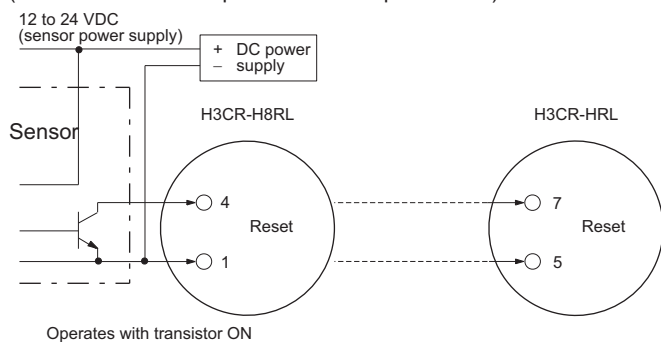 12 to 24 VDC
(sensor power supply)
+ DC power
− supply
Sensor
H3CR-H8RL
H3CR-HRL
4
7
Reset
Reset
1
5
Operates with transistor ON